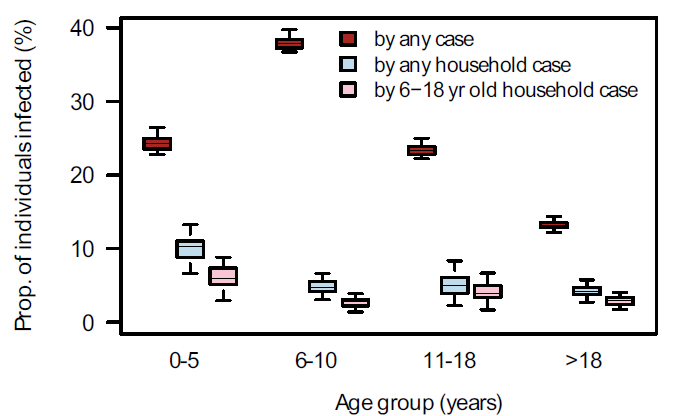 40
30
20
10
0
Prop. of individuals infected (%)
by any case
by any household case
by 6−18 yr old household case
0-5
6-10
11-18
>18
Age group (years)